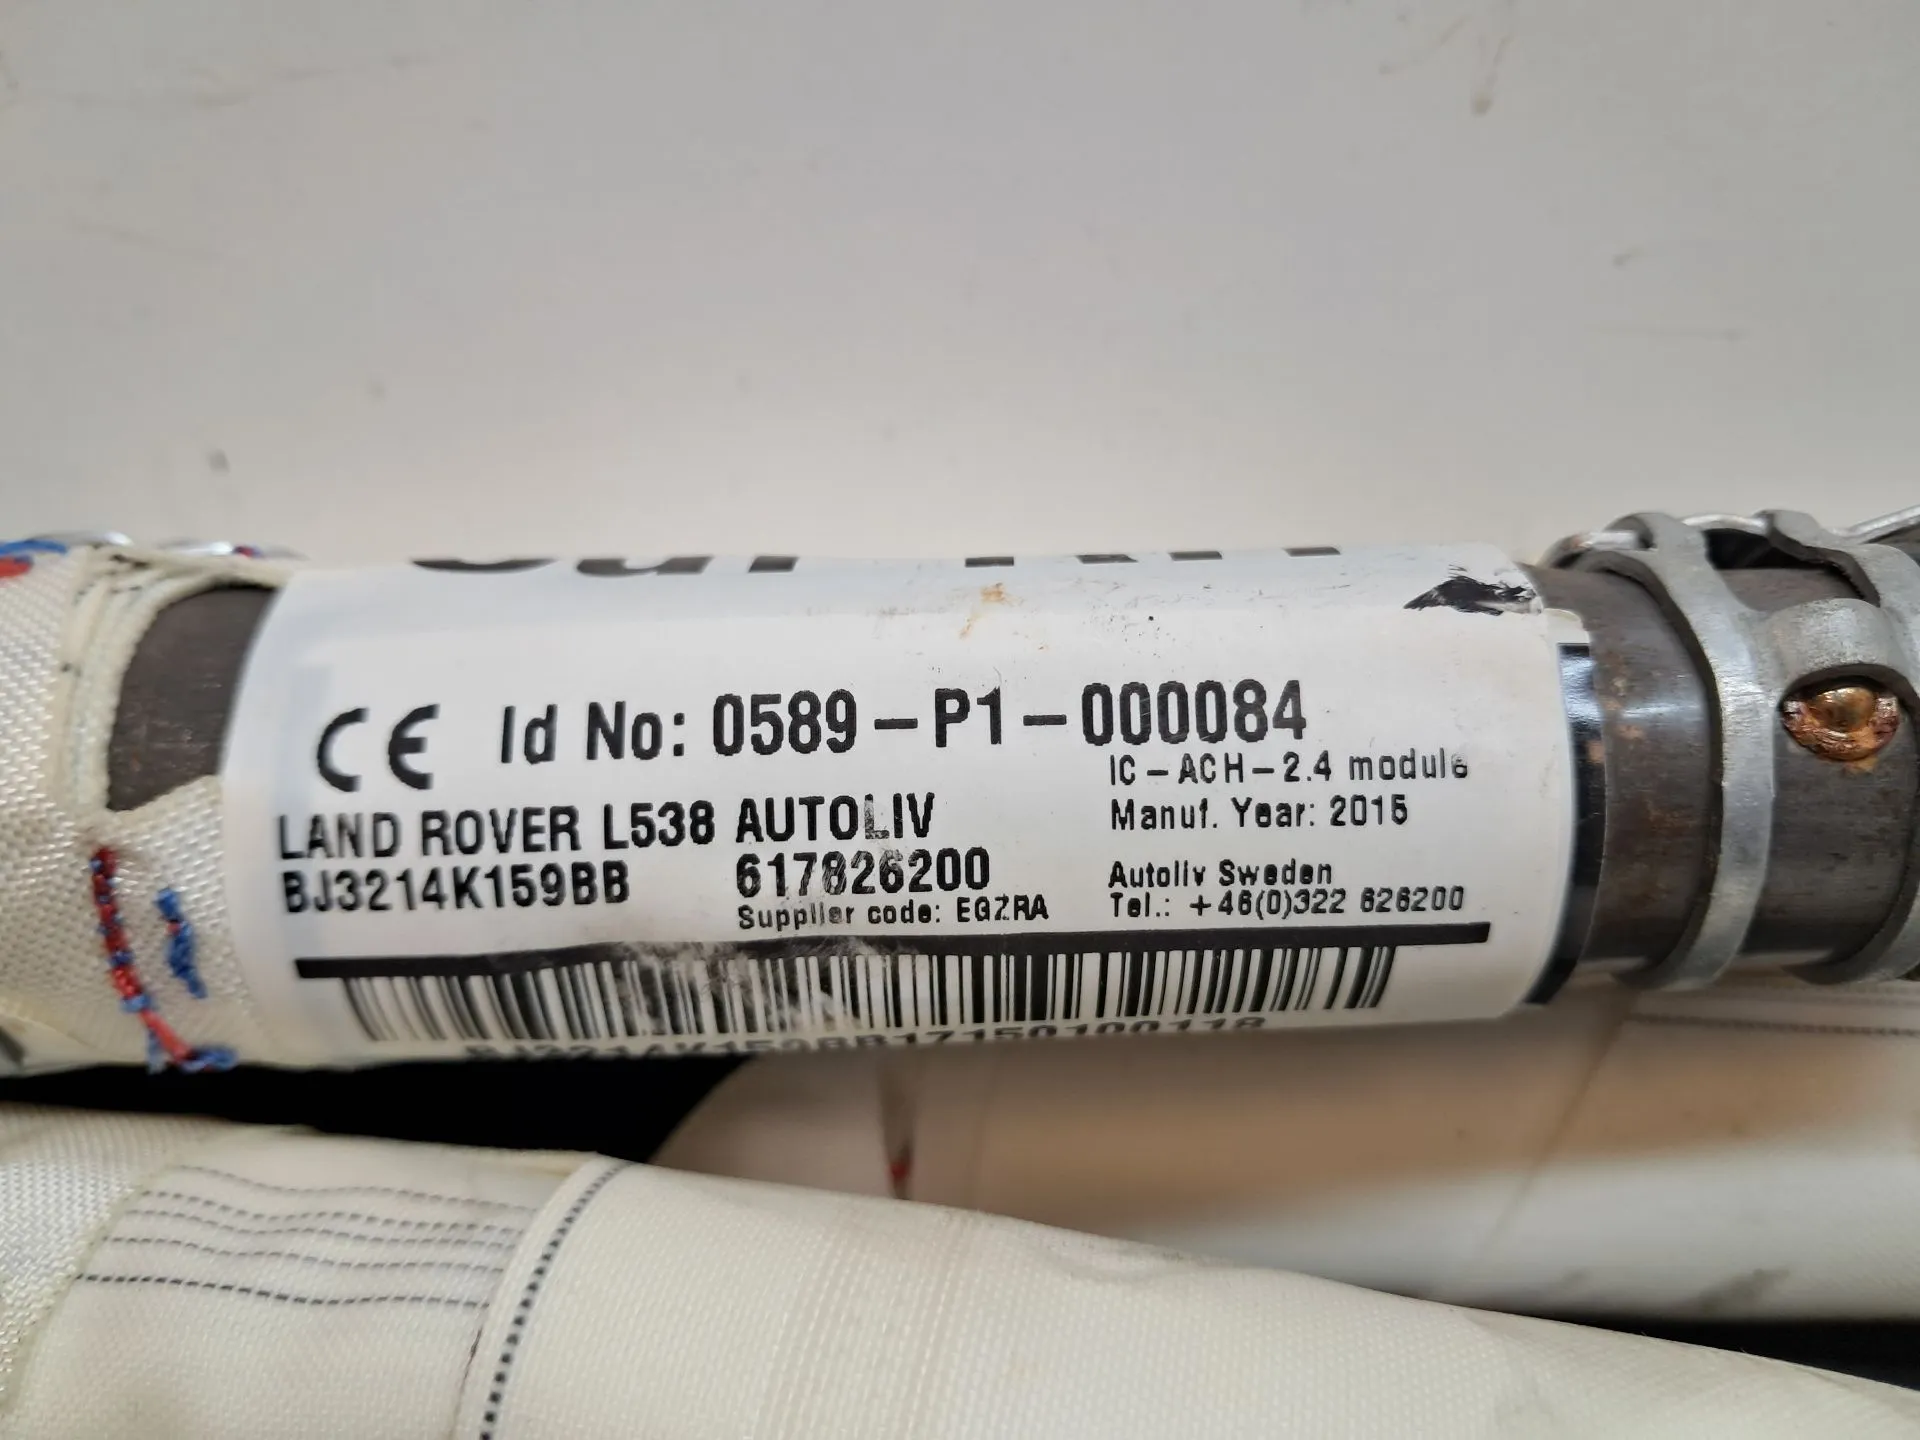 CE Id No: 0589-P1-000084
IC-ACH-2.4 module
LAND ROVER L538 AUTOLIV
Manuf. Year: 2015
BJ3214K159BB 617826200
Autoliv Sweden
Supplier code: EGZRA
Tel.: +46(0)322 626200